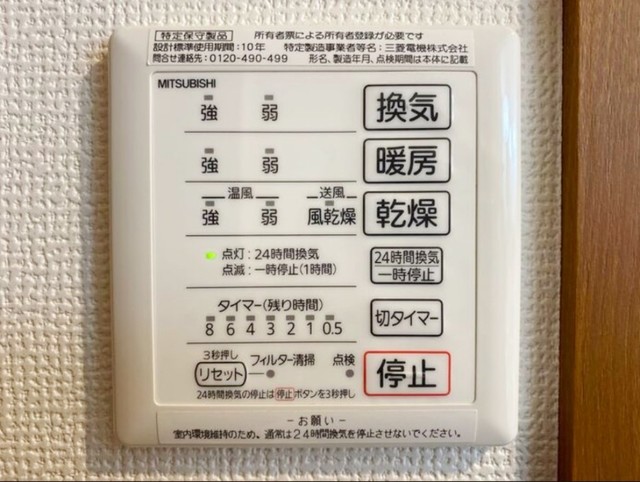 特定保守製品 所有者票による所有者登録が必要です
設計標準使用期間:10年 特定製造事業者等名:三菱電機株式会社
問合せ連絡先:0120-490-499 形名、製造年月、点検期間は本体に記載
MITSUBISHI
強 弱 換気
強 弱 暖房
温風 送風
強 弱 風乾燥 乾燥
点灯:24時間換気
点滅:一時停止(1時間)
24時間換気
一時停止
タイマー(残り時間)
8 6 4 3 2 1 0.5
切タイマー
3秒押し
リセット フィルター清掃 点検
停止
24時間換気の停止は停止ボタンを3秒押し
-お願い-
室内環境維持のため、通常は24時間換気を停止させないでください。